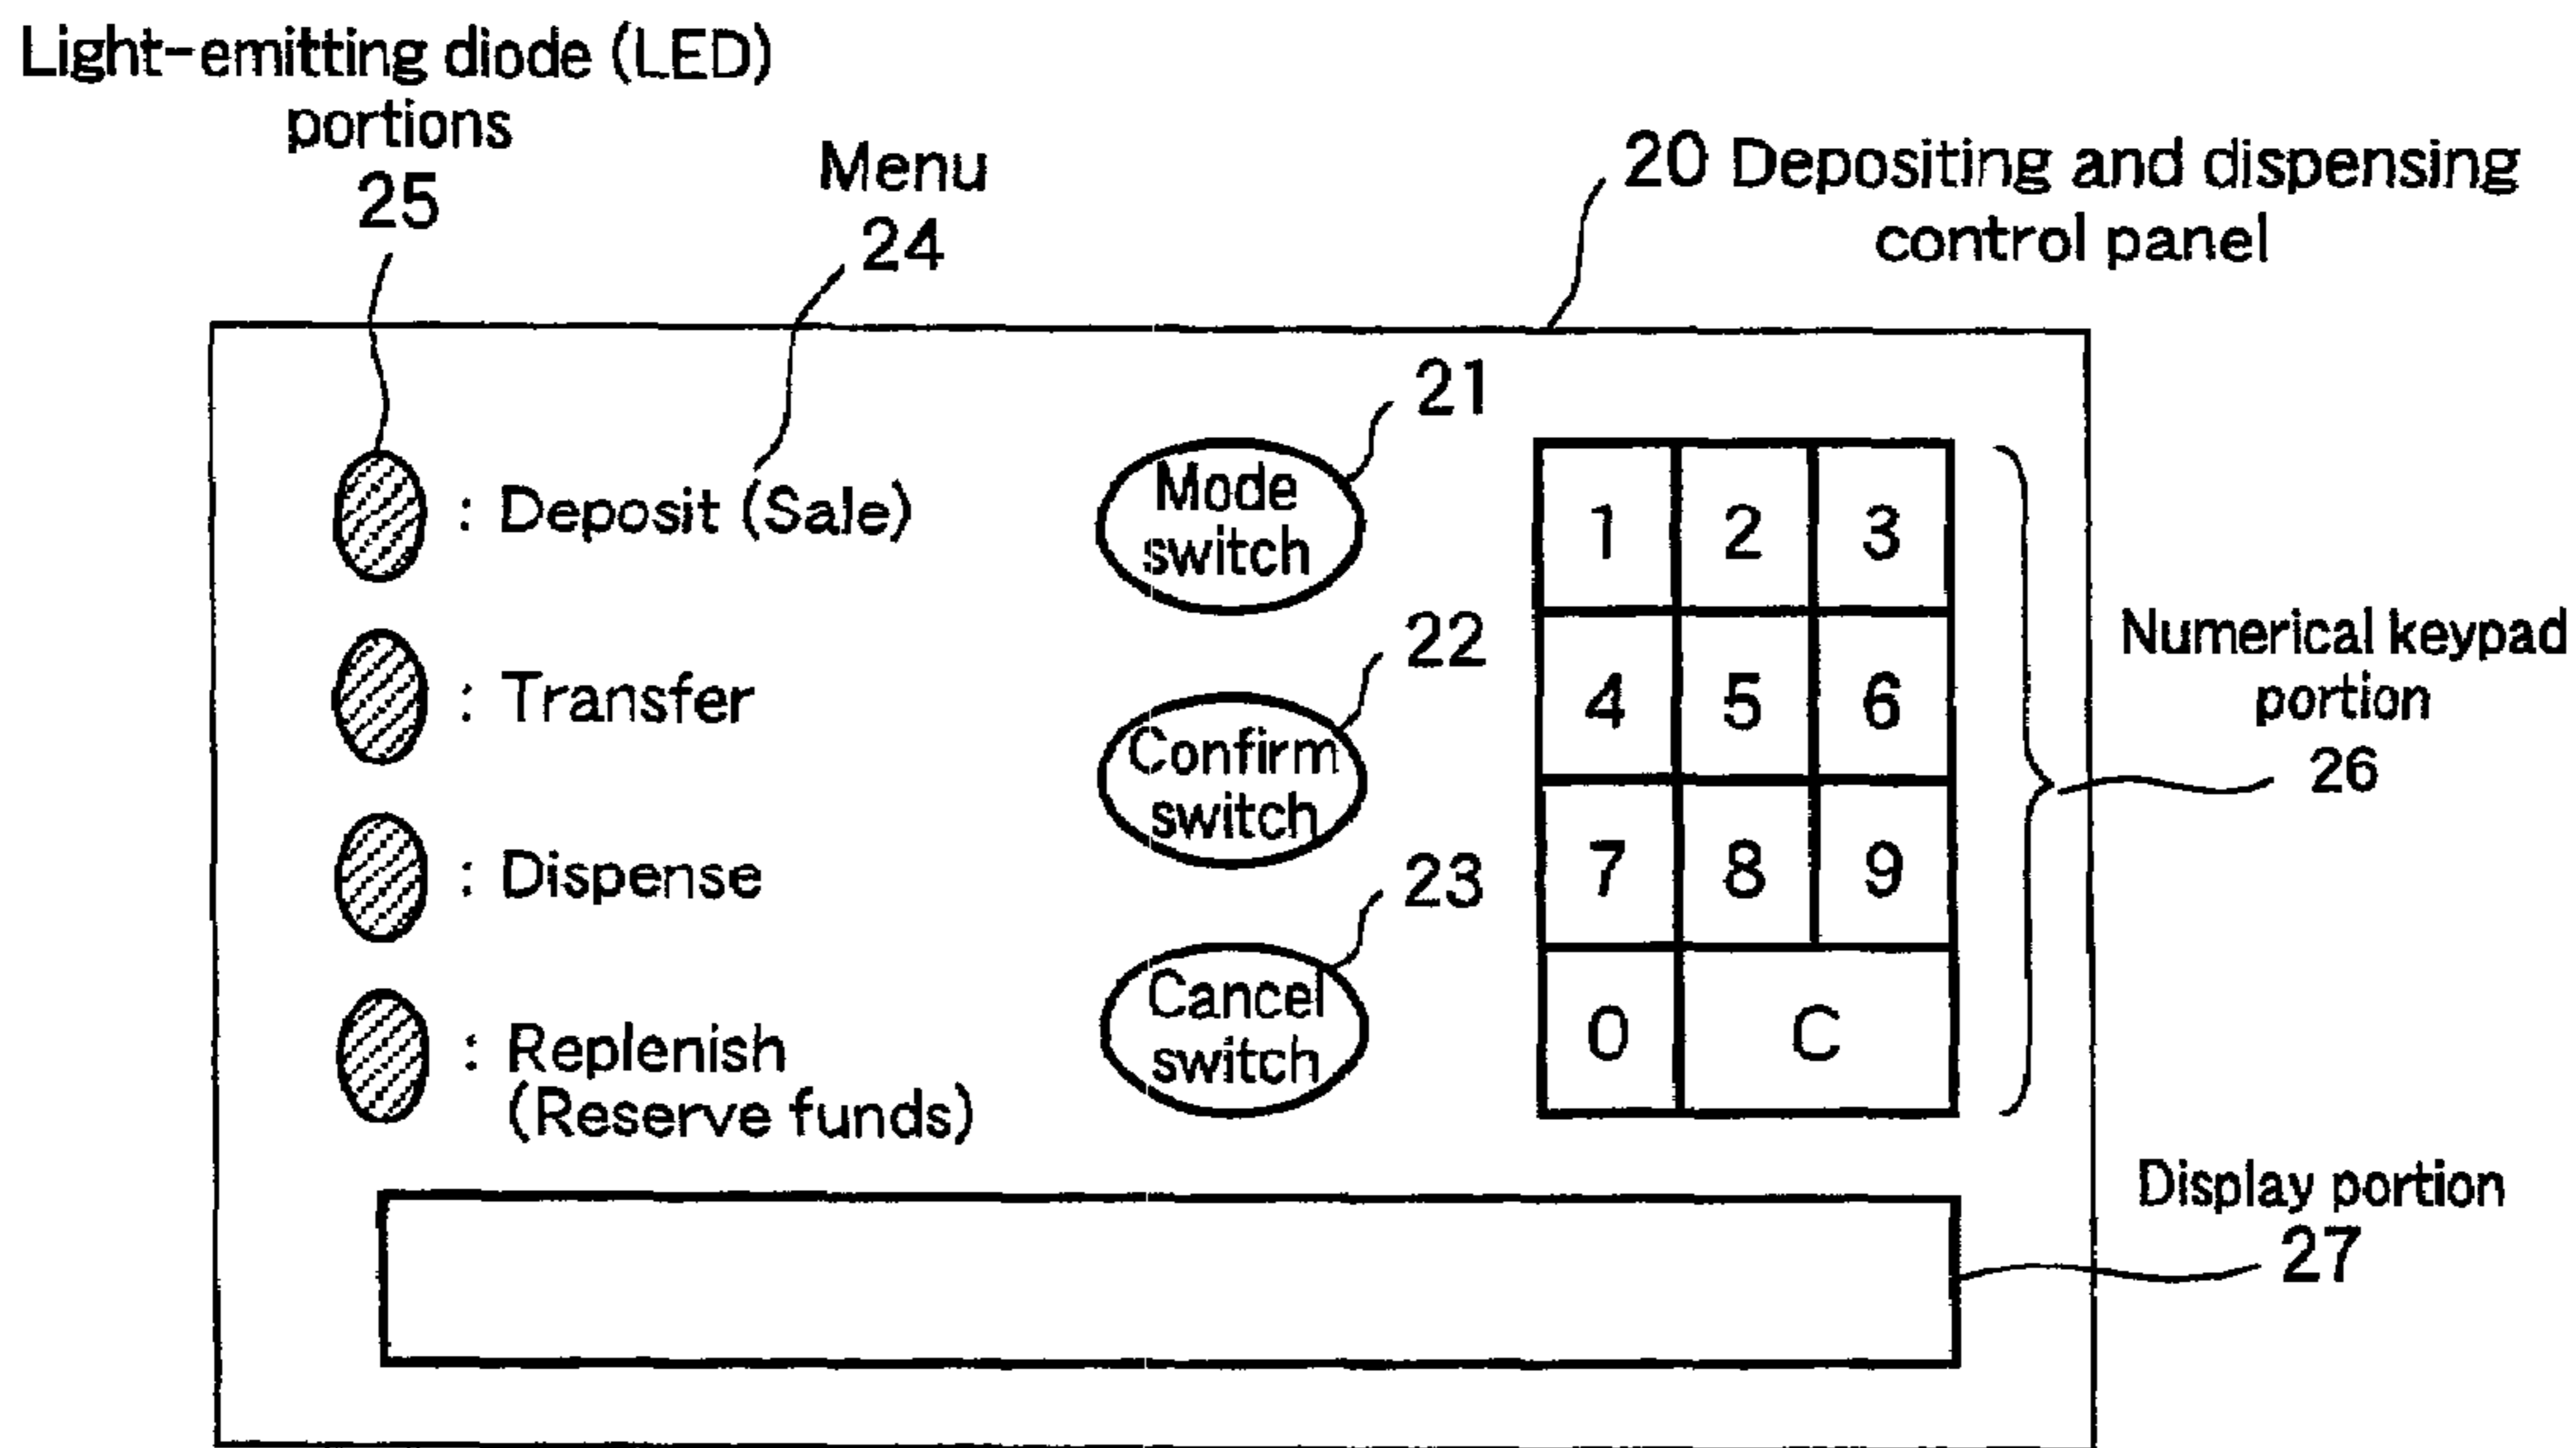 Light-emitting diode (LED)
portions
25
Menu
24
20 Depositing and dispensing
control panel
21
: Deposit (Sale)
Mode
switch
1 2 3
22
: Transfer
Confirm
switch
4 5 6
Numerical keypad
portion
26
23
: Dispense
7 8 9
Cancel
switch
: Replenish
(Reserve funds)
0 C
Display portion
27